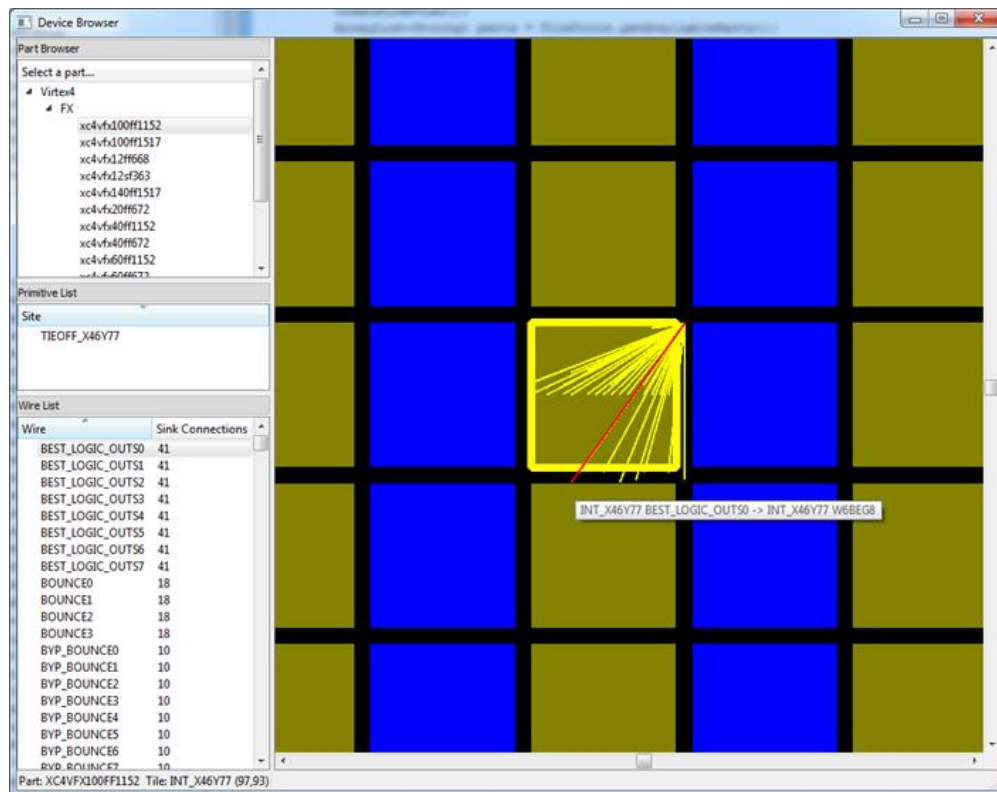 Device Browser
Part Browser
Select a part...
Virtex4
FX
xc4vfx100ff1152
xc4vfx100ff1517
xc4vfx12ff668
xc4vfx12sf363
xc4vfx140ff1517
xc4vfx20ff672
xc4vfx40ff1152
xc4vfx40ff672
xc4vfx60ff1152
xc4vfx60ff672
Primitive List
Site
TIEOFF_X46Y77
Wire List
Wire Sink Connections
BEST_LOGIC_OUTS0 41
BEST_LOGIC_OUTS1 41
BEST_LOGIC_OUTS2 41
BEST_LOGIC_OUTS3 41
BEST_LOGIC_OUTS4 41
BEST_LOGIC_OUTS5 41
BEST_LOGIC_OUTS6 41
BEST_LOGIC_OUTS7 41
BOUNCE0 18
BOUNCE1 18
BOUNCE2 18
BOUNCE3 18
BYP_BOUNCE0 10
BYP_BOUNCE1 10
BYP_BOUNCE2 10
BYP_BOUNCE3 10
BYP_BOUNCE4 10
BYP_BOUNCE5 10
BYP_BOUNCE6 10
BYP_BOUNCE7 10
INT_X46Y77 BEST_LOGIC_OUTS0 -> INT_X46Y77 W6BEG8
Part: XC4VFX100FF1152 Tile: INT_X46Y77 (97,93)